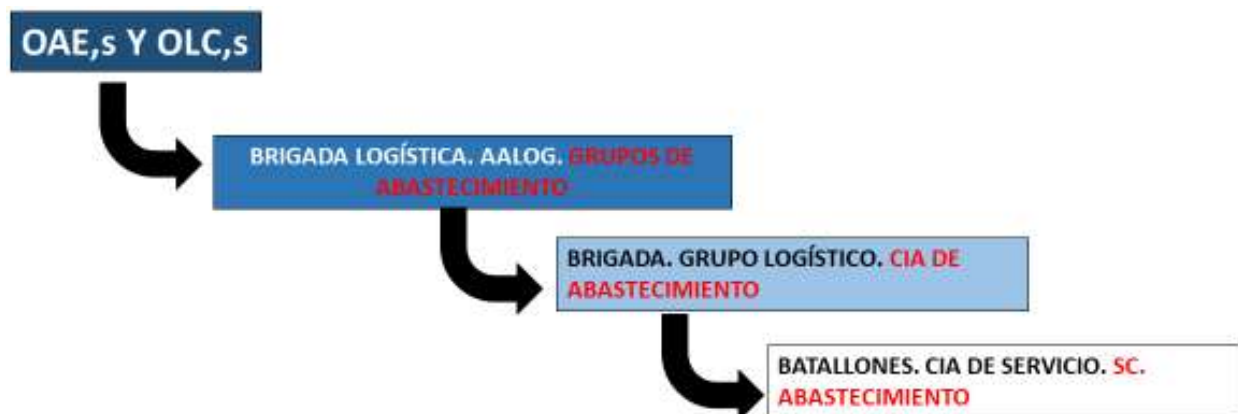 OAE,s Y OLC,s
BRIGADA LOGÍSTICA. AALOG. GRUPOS DE
ABASTECIMIENTO
BRIGADA. GRUPO LOGÍSTICO. CIA DE
ABASTECIMIENTO
BATALLONES. CIA DE SERVICIO. SC.
ABASTECIMIENTO